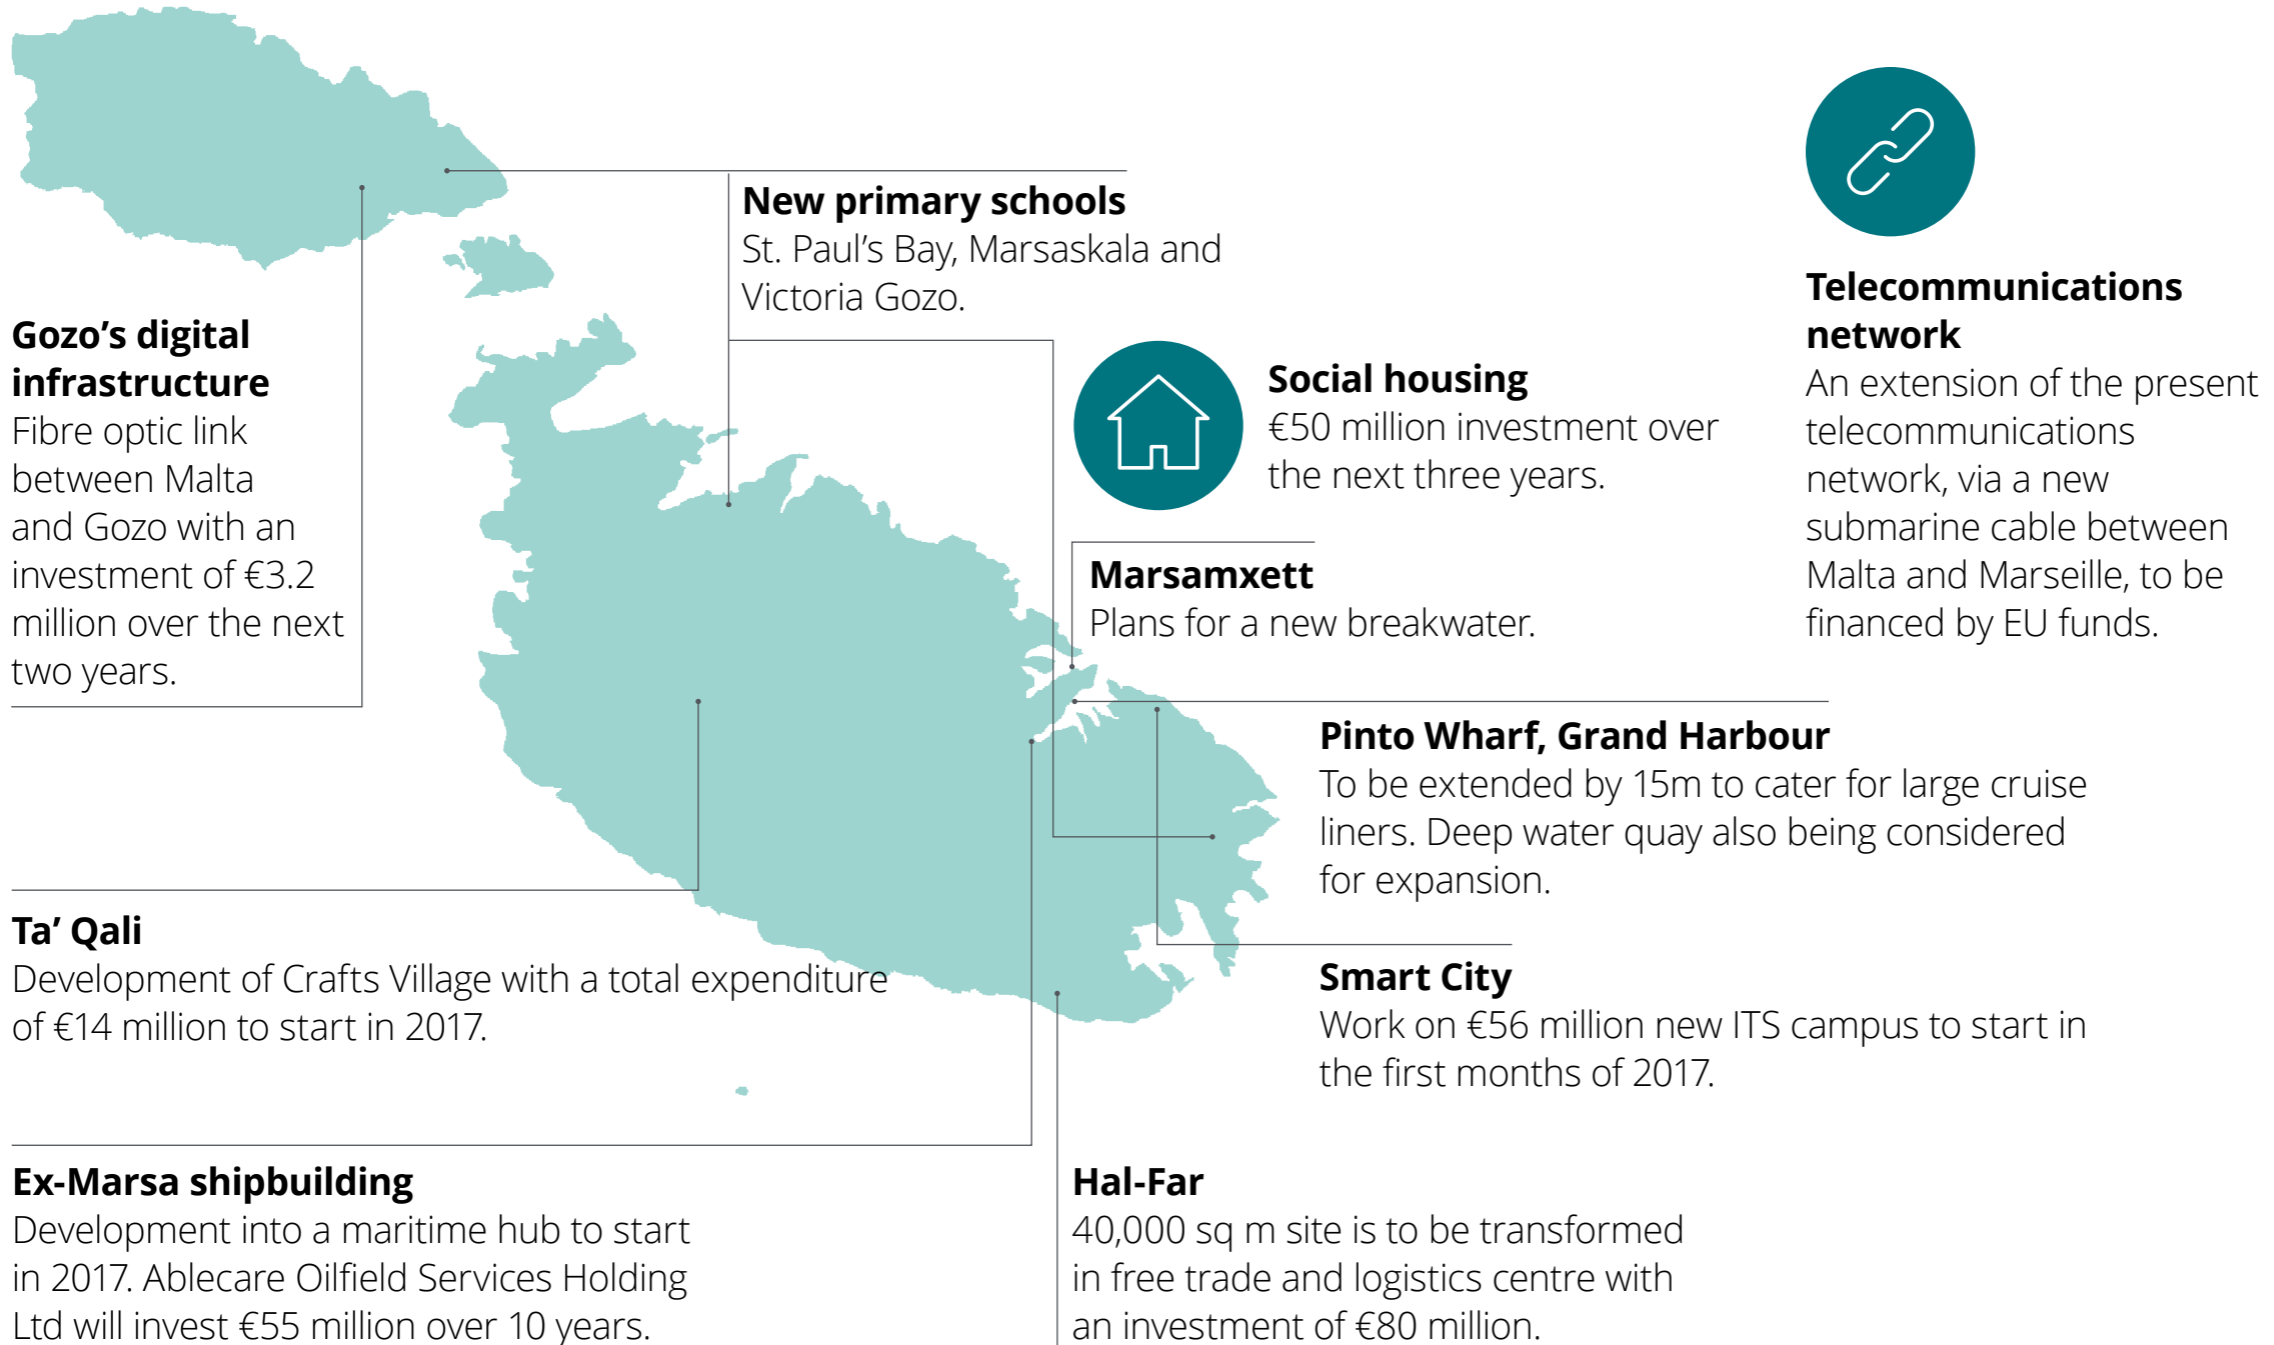 New primary schools
St. Paul’s Bay, Marsaskala and
Victoria Gozo.
Telecommunications
network
An extension of the present
telecommunications
network, via a new
submarine cable between
Malta and Marseille, to be
financed by EU funds.
Gozo’s digital
infrastructure
Fibre optic link
between Malta
and Gozo with an
investment of €3.2
million over the next
two years.
Social housing
€50 million investment over
the next three years.
Marsamxett
Plans for a new breakwater.
Pinto Wharf, Grand Harbour
To be extended by 15m to cater for large cruise
liners. Deep water quay also being considered
for expansion.
Ta’ Qali
Development of Crafts Village with a total expenditure
of €14 million to start in 2017.
Smart City
Work on €56 million new ITS campus to start in
the first months of 2017.
Ex-Marsa shipbuilding
Development into a maritime hub to start
in 2017. Ablecare Oilfield Services Holding
Ltd will invest €55 million over 10 years.
Hal-Far
40,000 sq m site is to be transformed
in free trade and logistics centre with
an investment of €80 million.